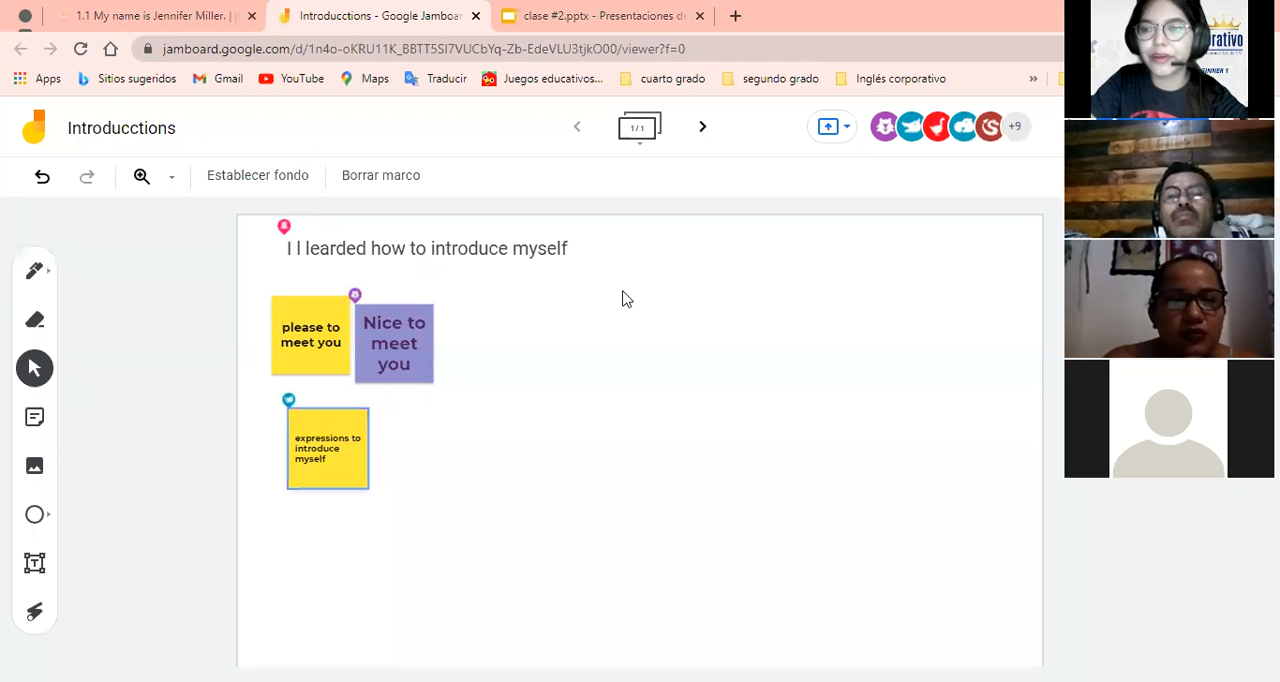 1.1 My name is Jennifer Miller. | 
Introducctions - Google Jamboar
clase #2.pptx - Presentaciones de
jamboard.google.com/d/1n4o-oKRU11K_BBTT5SI7VUCbYq-Zb-EdeVLU3tjkO00/viewer?f=0
Apps
Sitios sugeridos
Gmail
YouTube
Maps
Traducir
Juegos educativos...
cuarto grado
segundo grado
Inglés corporativo
Introducctions
1/1
+9
Establecer fondo
Borrar marco
I I learded how to introduce myself
please to
meet you
Nice to
meet
you
expressions to
introduce
myself